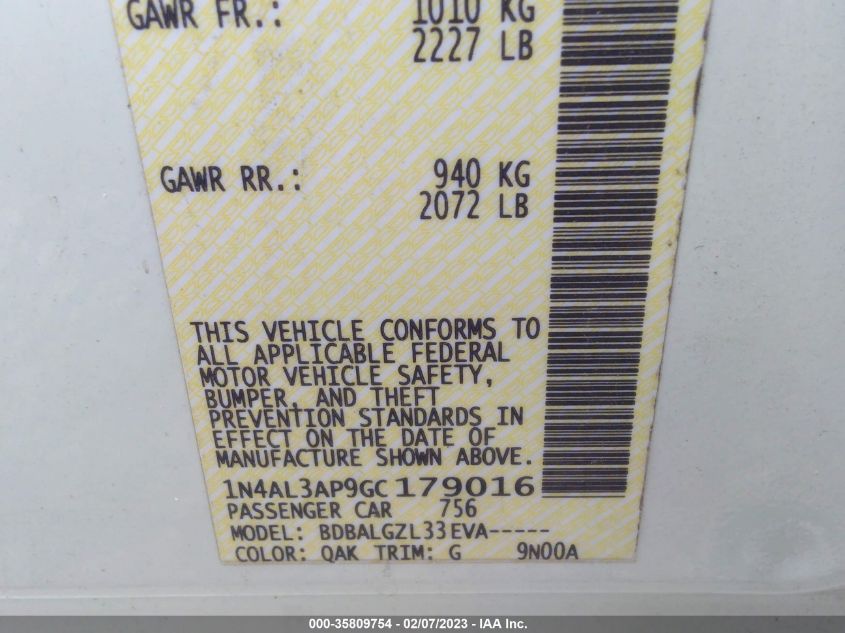 GAWR FR.: 1010 KG
2227 LB
GAWR RR.: 940 KG
2072 LB
THIS VEHICLE CONFORMS TO
ALL APPLICABLE FEDERAL
MOTOR VEHICLE SAFETY,
BUMPER, AND THEFT
PREVENTION STANDARDS IN
EFFECT ON THE DATE OF
MANUFACTURE SHOWN ABOVE.
1N4AL3AP9GC179016
PASSENGER CAR 756
MODEL: BDBALGZL33EVA-----
COLOR: QAK TRIM: G 9N00A
000-35809754 - 02/07/2023 - IAA Inc.